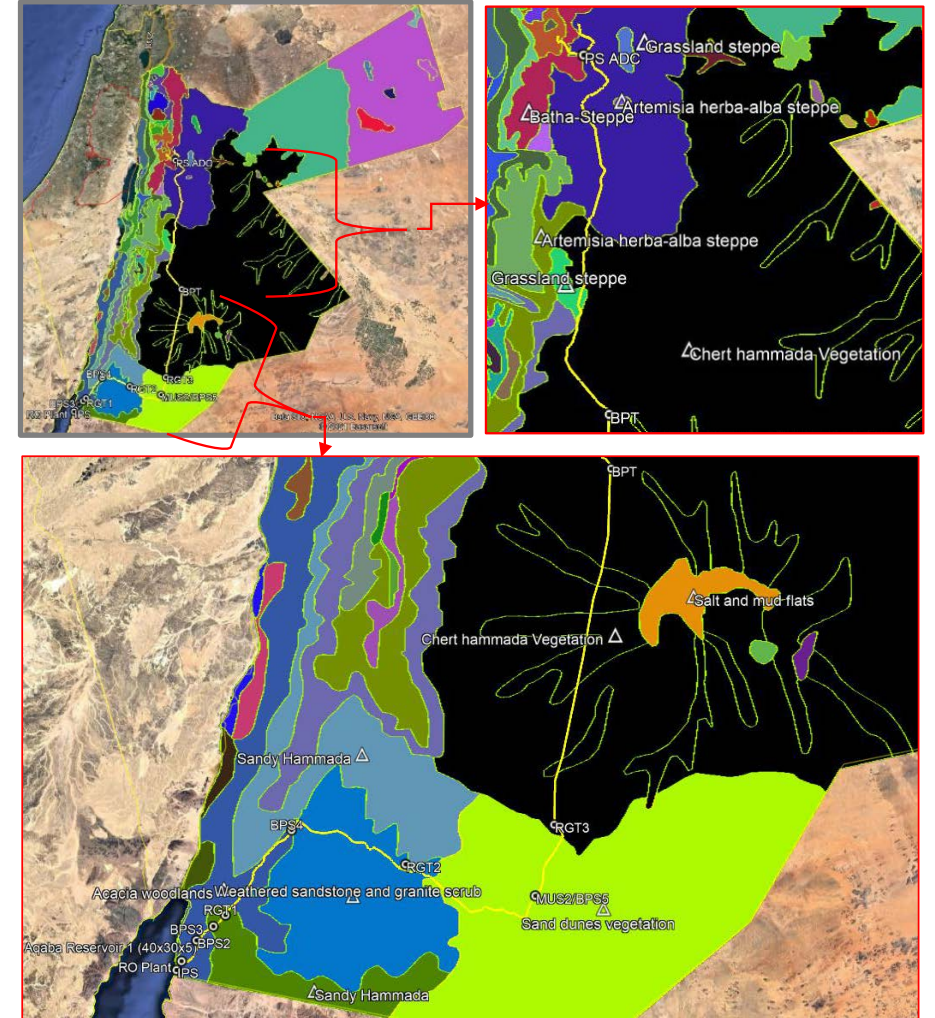 PS ADC
BPT
BPS4
RGT2
RGT3
BPS3
RGT1
MUS2/BPS5
RO Plant
IPS
Grassland steppe
PS ADC
Artemisia herba-alba steppe
Batha-Steppe
Artemisia herba-alba steppe
Grassland steppe
Chert hammada Vegetation
BPT
BPT
Salt and mud flats
Chert hammada Vegetation
Sandy Hammada
BPS4
RGT3
RGT2
Acacia woodlands
Weathered sandstone and granite scrub
MUS2/BPS5
RGT1
Sand dunes vegetation
BPS3
BPS2
Aqaba Reservoir 1 (40x30x5)
RO Plant
IPS
Sandy Hammada